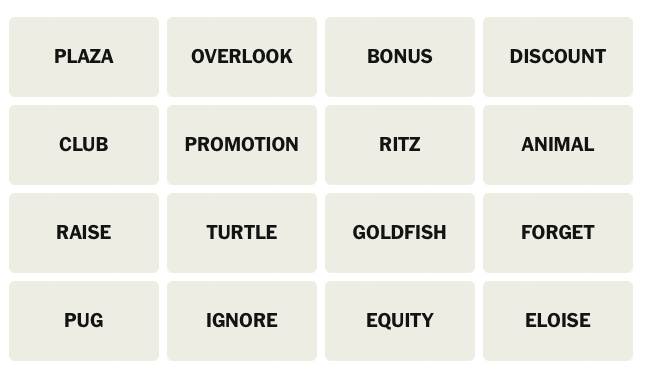 PLAZA OVERLOOK BONUS DISCOUNT
CLUB PROMOTION RITZ ANIMAL
RAISE TURTLE GOLDFISH FORGET
PUG IGNORE EQUITY ELOISE